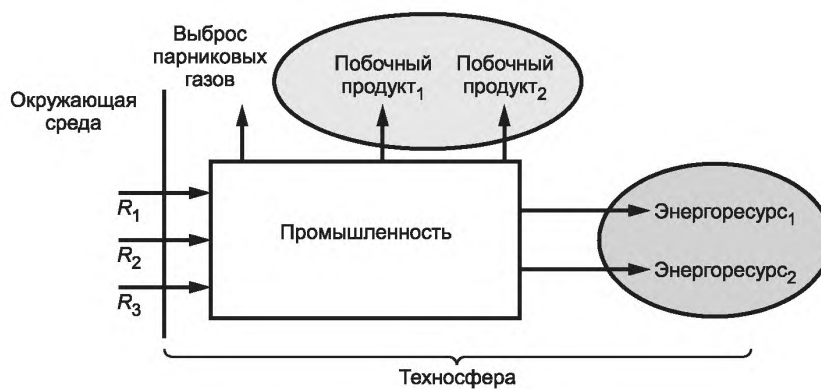 Выброс
парниковых
газов
Побочный
продукт1
Побочный
продукт2
Окружающая
среда
R1
R2
R3
Промышленность
Энергоресурс1
Энергоресурс2
Техносфера